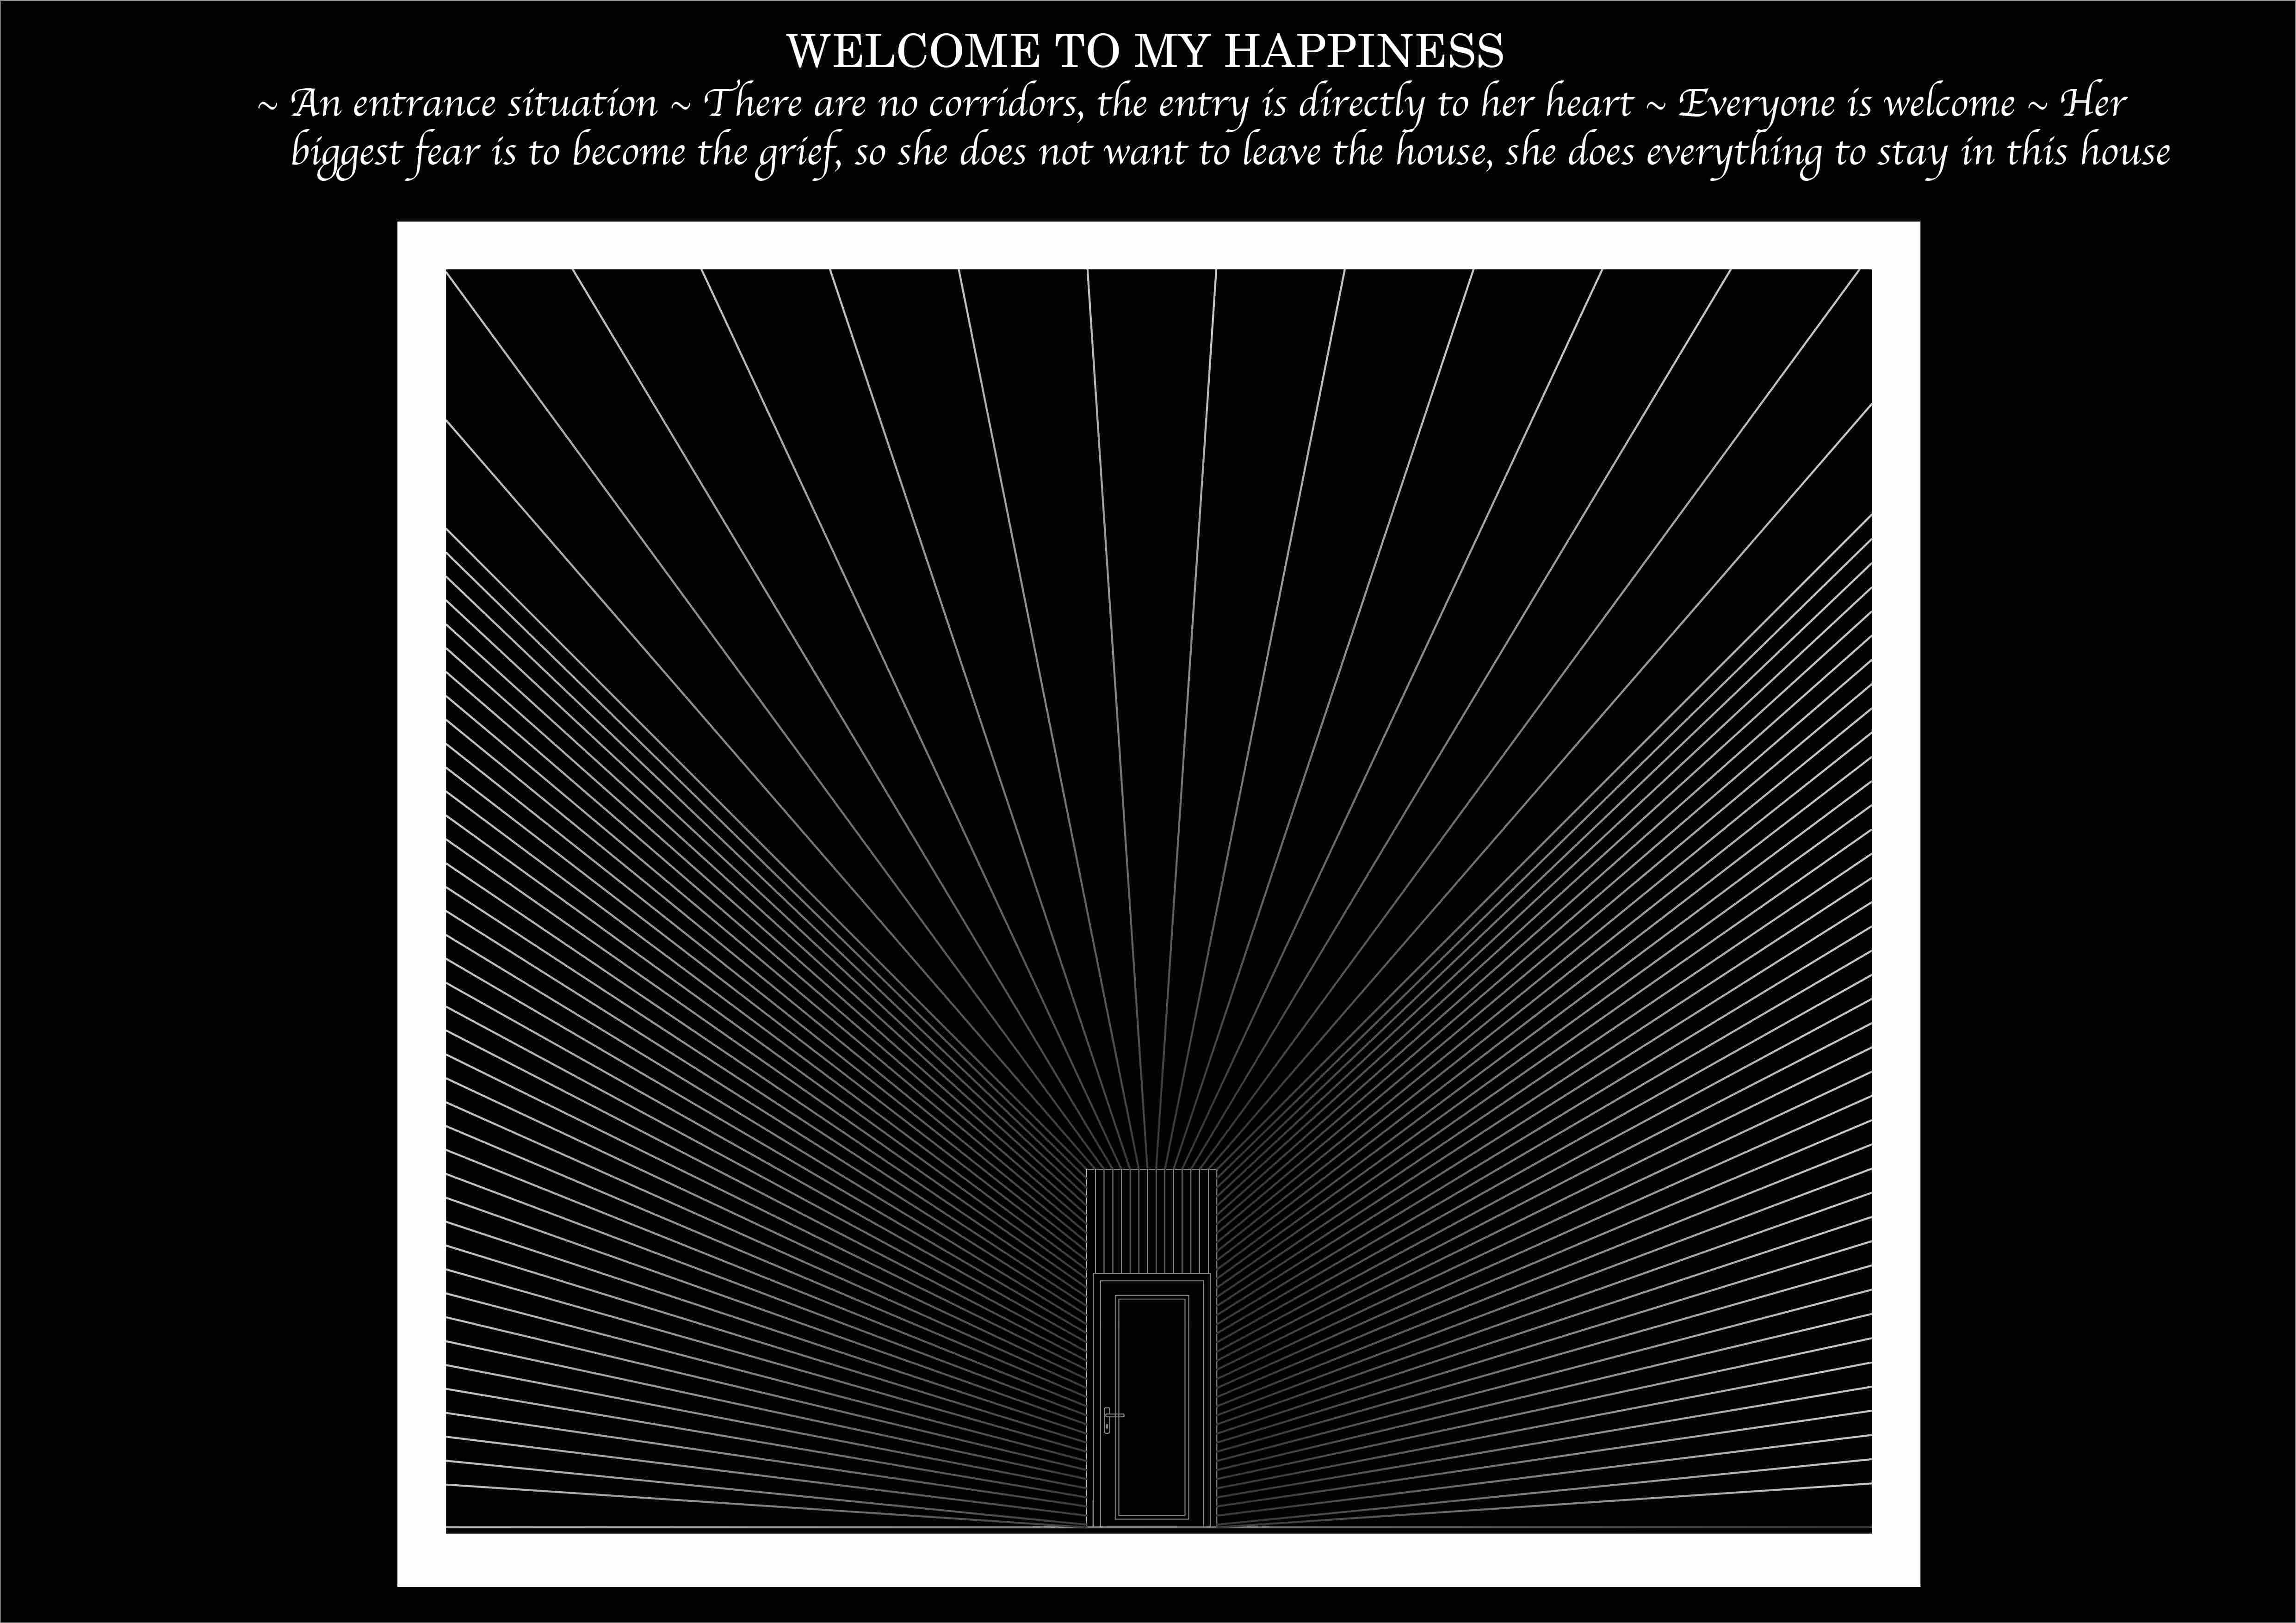 WELCOME TO MY HAPPINESS
~ An entrance situation ~ There are no corridors, the entry is directly to her heart ~ Everyone is welcome ~ Her
biggest fear is to become the grief, so she does not want to leave the house, she does everything to stay in this house